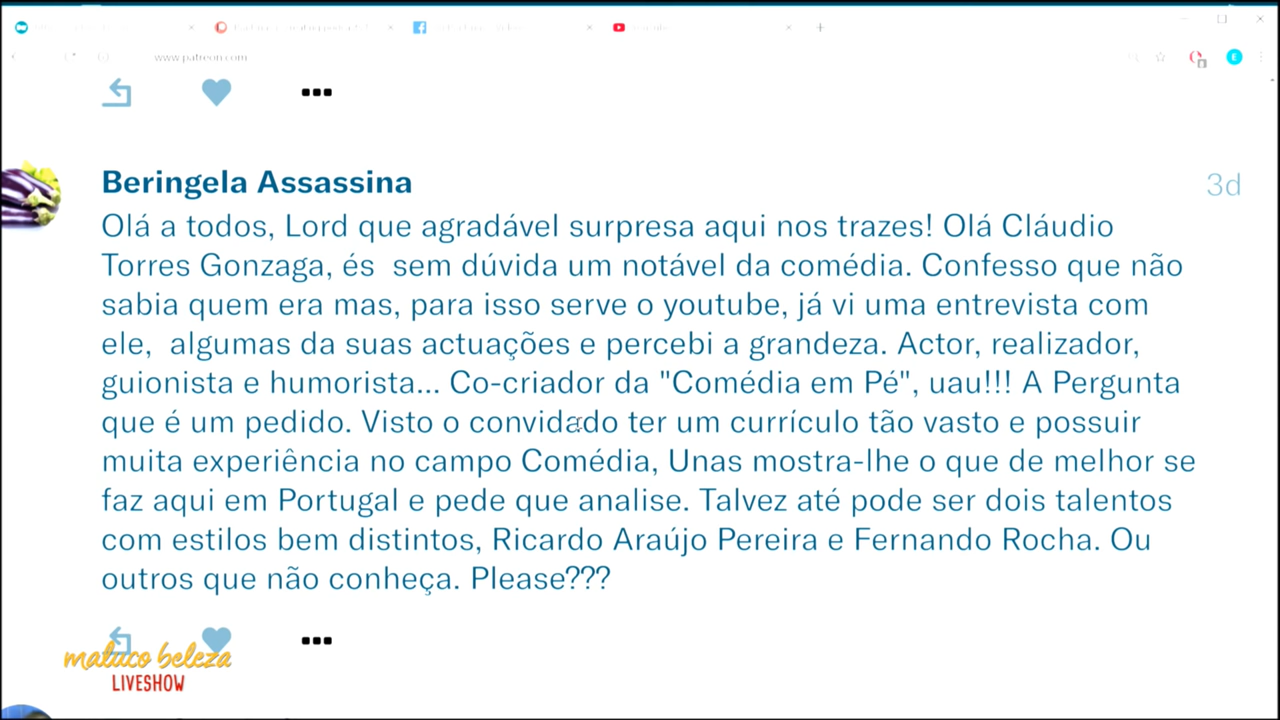 www.patreon.com
Beringela Assassina
3d
Olá a todos, Lord que agradável surpresa aqui nos trazes! Olá Cláudio
Torres Gonzaga, és  sem dúvida um notável da comédia. Confesso que não
sabia quem era mas, para isso serve o youtube, já vi uma entrevista com
ele,  algumas da suas actuações e percebi a grandeza. Actor, realizador,
guionista e humorista... Co-criador da "Comédia em Pé", uau!!! A Pergunta
que é um pedido. Visto o convidado ter um currículo tão vasto e possuir
muita experiência no campo Comédia, Unas mostra-lhe o que de melhor se
faz aqui em Portugal e pede que analise. Talvez até pode ser dois talentos
com estilos bem distintos, Ricardo Araújo Pereira e Fernando Rocha. Ou
outros que não conheça. Please???
maluco beleza
LIVESHOW